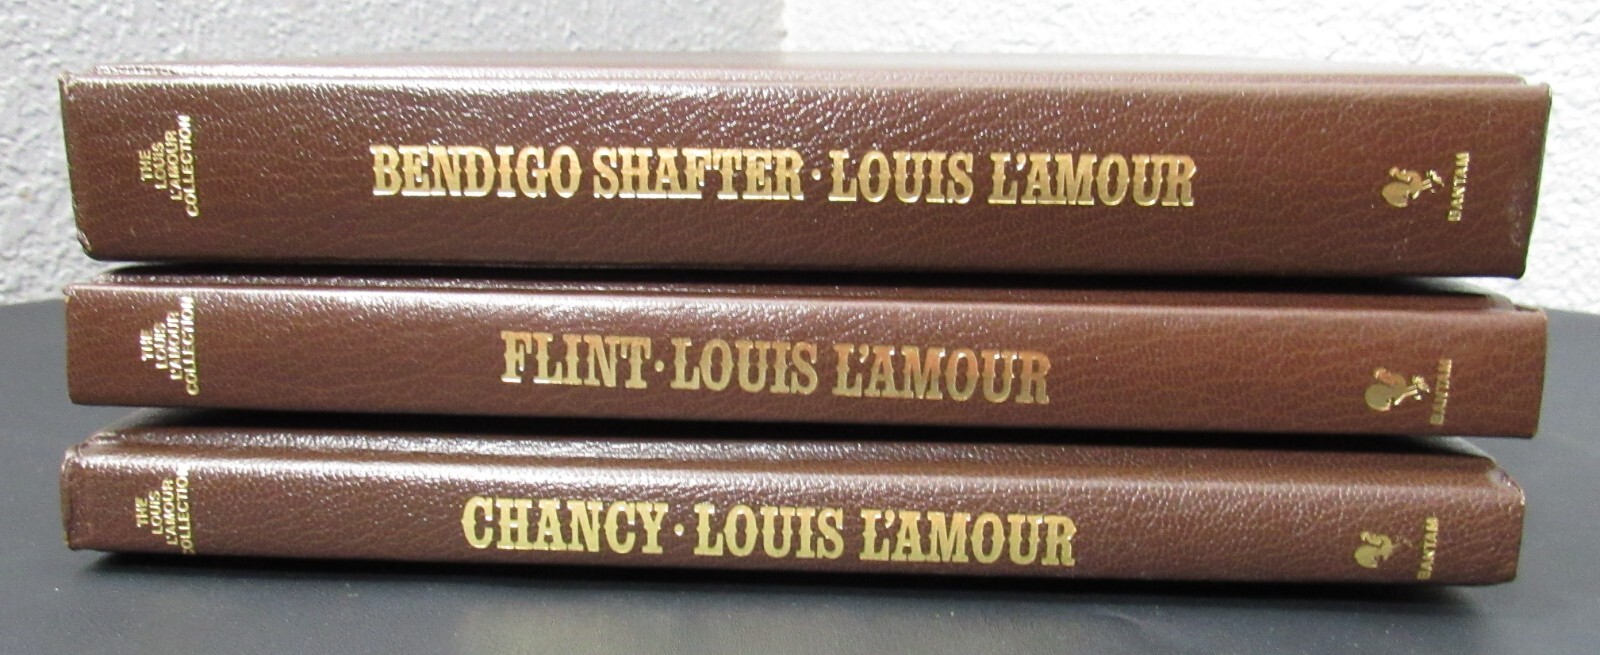 THE
LOUIS
L'AMOUR
COLLECTION
BENDIGO SHAFTER · LOUIS L'AMOUR
BANTAM
THE
LOUIS
L'AMOUR
COLLECTION
FLINT · LOUIS L'AMOUR
BANTAM
THE
LOUIS
L'AMOUR
COLLECTION
CHANCY · LOUIS L'AMOUR
BANTAM